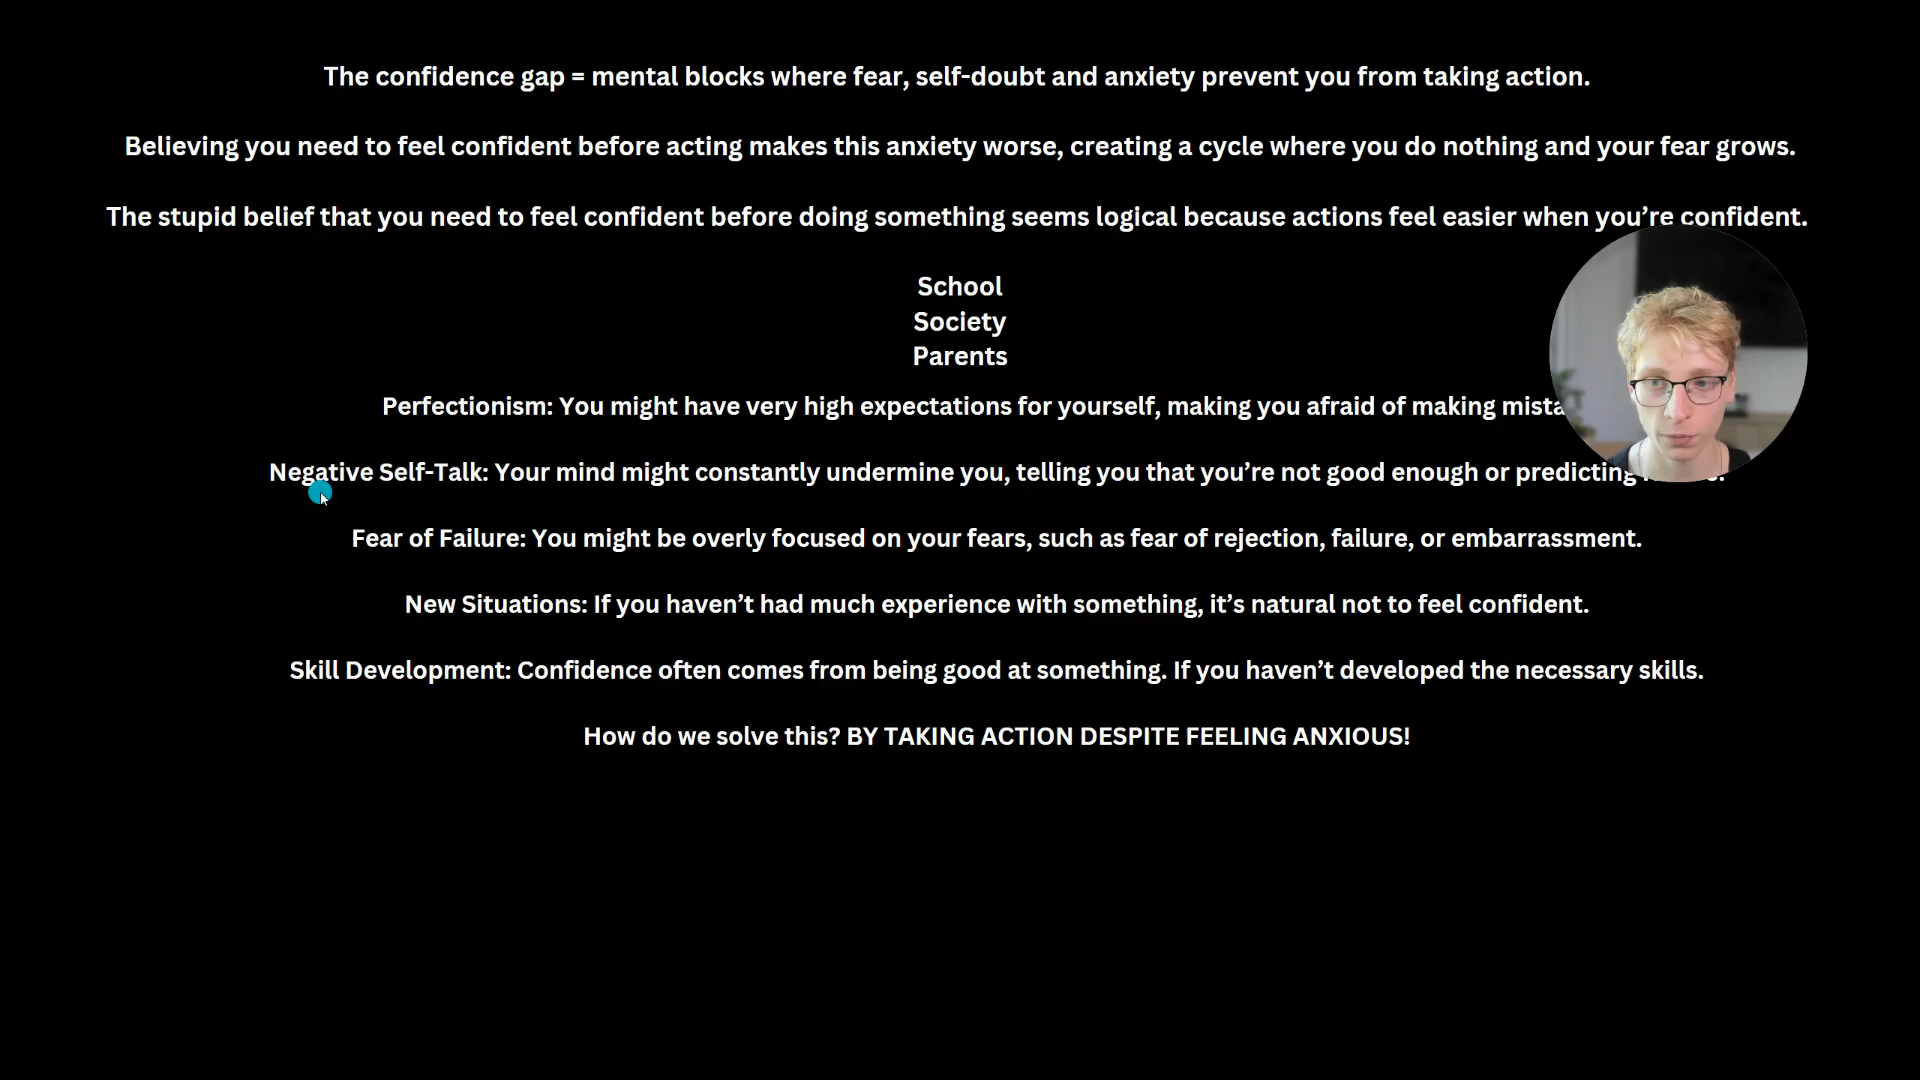 The confidence gap = mental blocks where fear, self-doubt and anxiety prevent you from taking action.
Believing you need to feel confident before acting makes this anxiety worse, creating a cycle where you do nothing and your fear grows.
The stupid belief that you need to feel confident before doing something seems logical because actions feel easier when you’re confident.
School
Society
Parents
Perfectionism: You might have very high expectations for yourself, making you afraid of making
Negative Self-Talk: Your mind might constantly undermine you, telling you that you’re not good enough or predicting
Fear of Failure: You might be overly focused on your fears, such as fear of rejection, failure, or embarrassment.
New Situations: If you haven’t had much experience with something, it’s natural not to feel confident.
Skill Development: Confidence often comes from being good at something. If you haven’t developed the necessary skills.
How do we solve this? BY TAKING ACTION DESPITE FEELING ANXIOUS!